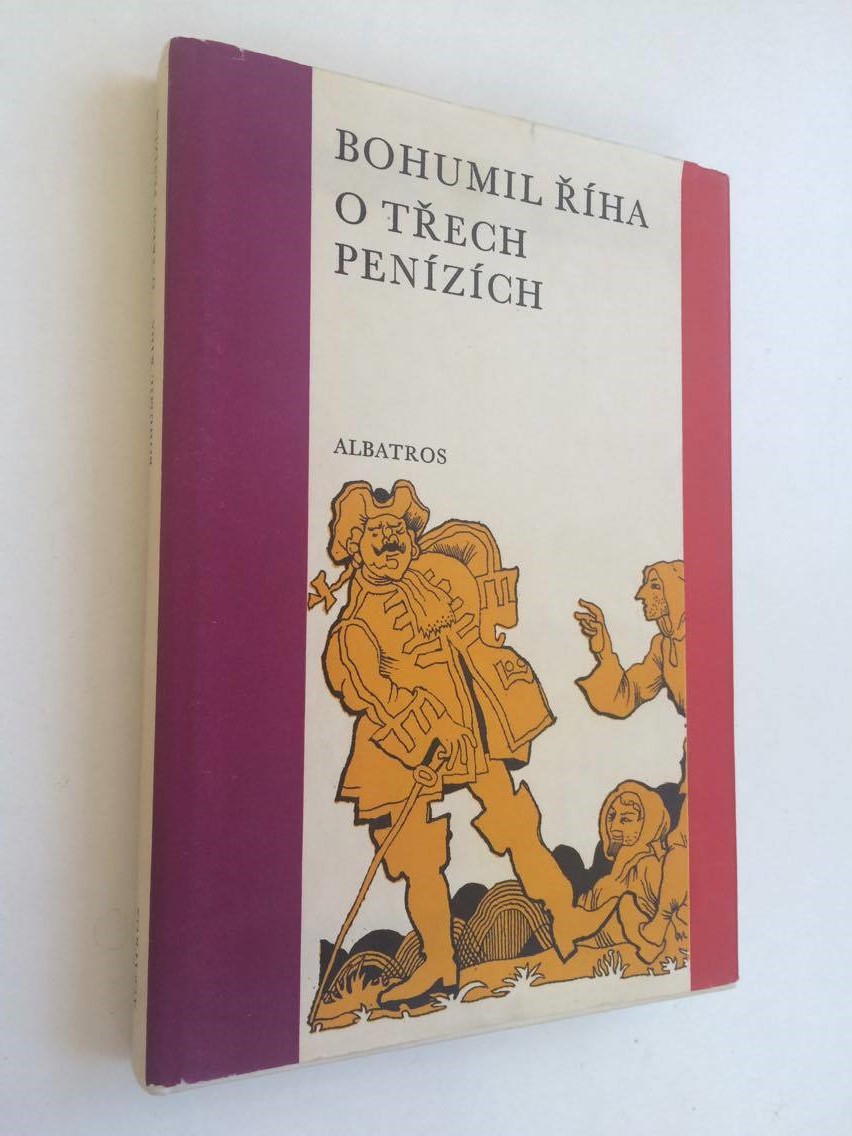 BOHUMIL ŘÍHA
O TŘECH
PENÍZÍCH
ALBATROS